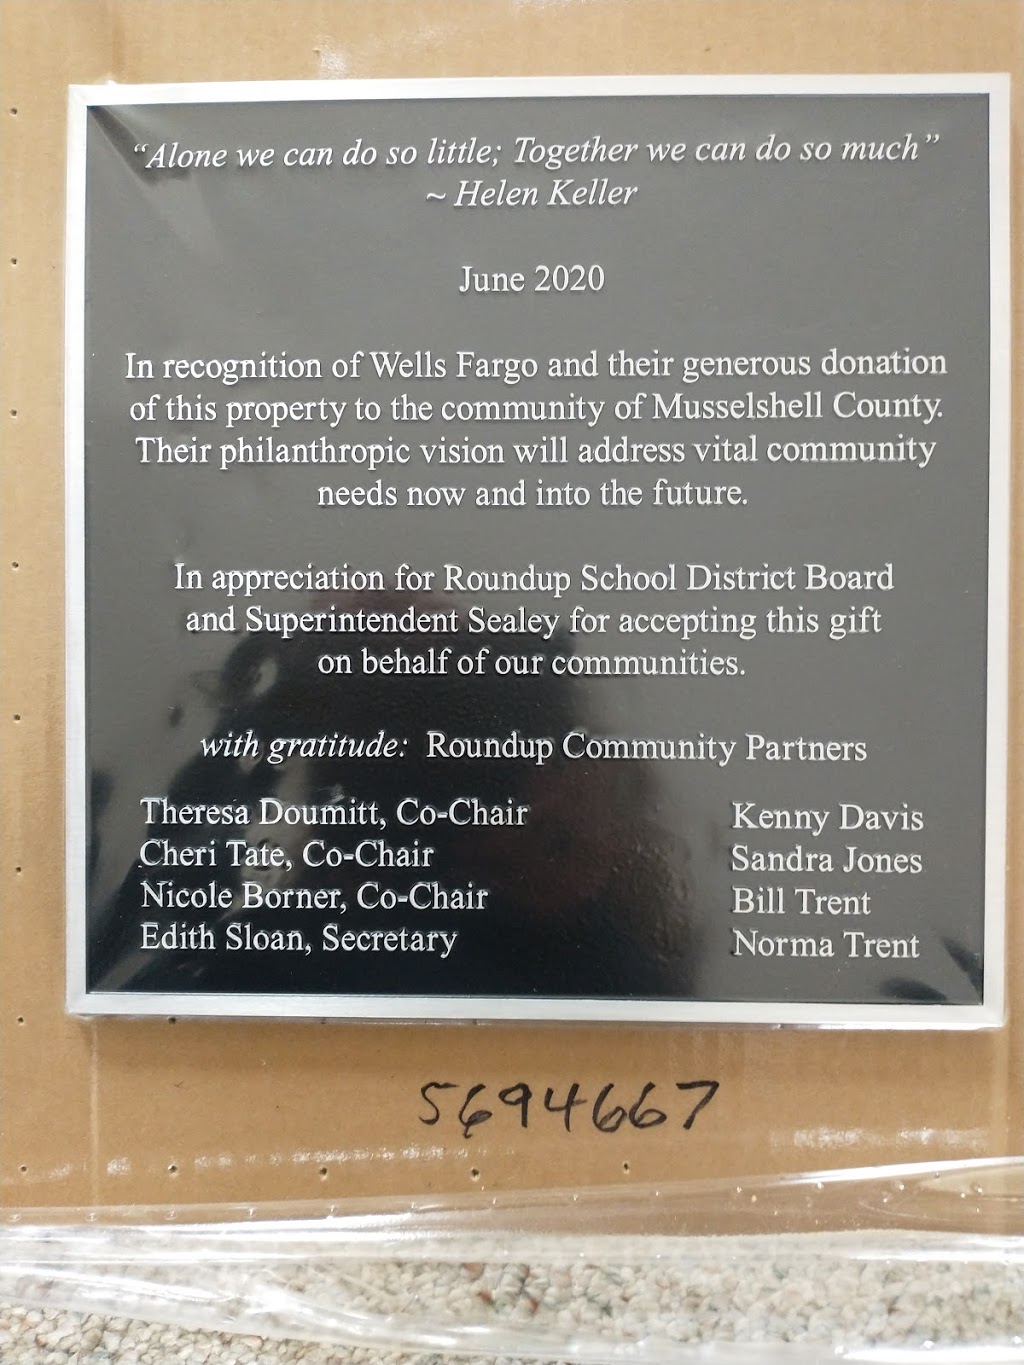 “Alone we can do so little; Together we can do so much”
~ Helen Keller
June 2020
In recognition of Wells Fargo and their generous donation
of this property to the community of Musselshell County.
Their philanthropic vision will address vital community
needs now and into the future.
In appreciation for Roundup School District Board
and Superintendent Sealey for accepting this gift
on behalf of our communities.
with gratitude: Roundup Community Partners
Theresa Doumitt, Co-Chair
Cheri Tate, Co-Chair
Nicole Borner, Co-Chair
Edith Sloan, Secretary
Kenny Davis
Sandra Jones
Bill Trent
Norma Trent
5694667